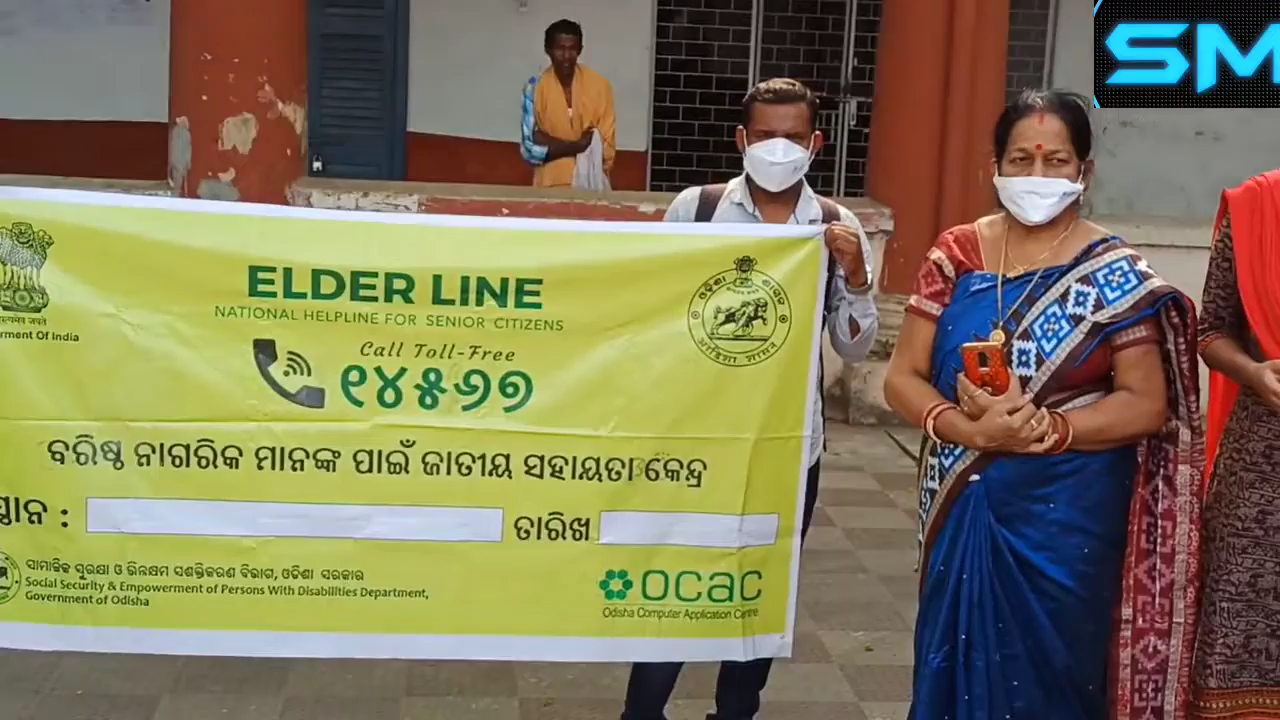 SM
ELDER LINE
NATIONAL HELPLINE FOR SENIOR CITIZENS
Call Toll-Free
१४५६७
ବରିଷ୍ଠ ନାଗରିକ ମାନଙ୍କ ପାଇଁ ଜାତୀୟ ସହାୟତା କେନ୍ଦ୍ର
ତାରିଖ
ସାମାଜିକ ସୁରକ୍ଷା ଓ ଭିନ୍ନକ୍ଷମ ସଶକ୍ତିକରଣ ବିଭାଗ, ଓଡିଶା ସରକାର
Social Security & Empowerment of Persons With Disabilities Department,
Government of Odisha
ocac
Odisha Computer Application Centre
of India